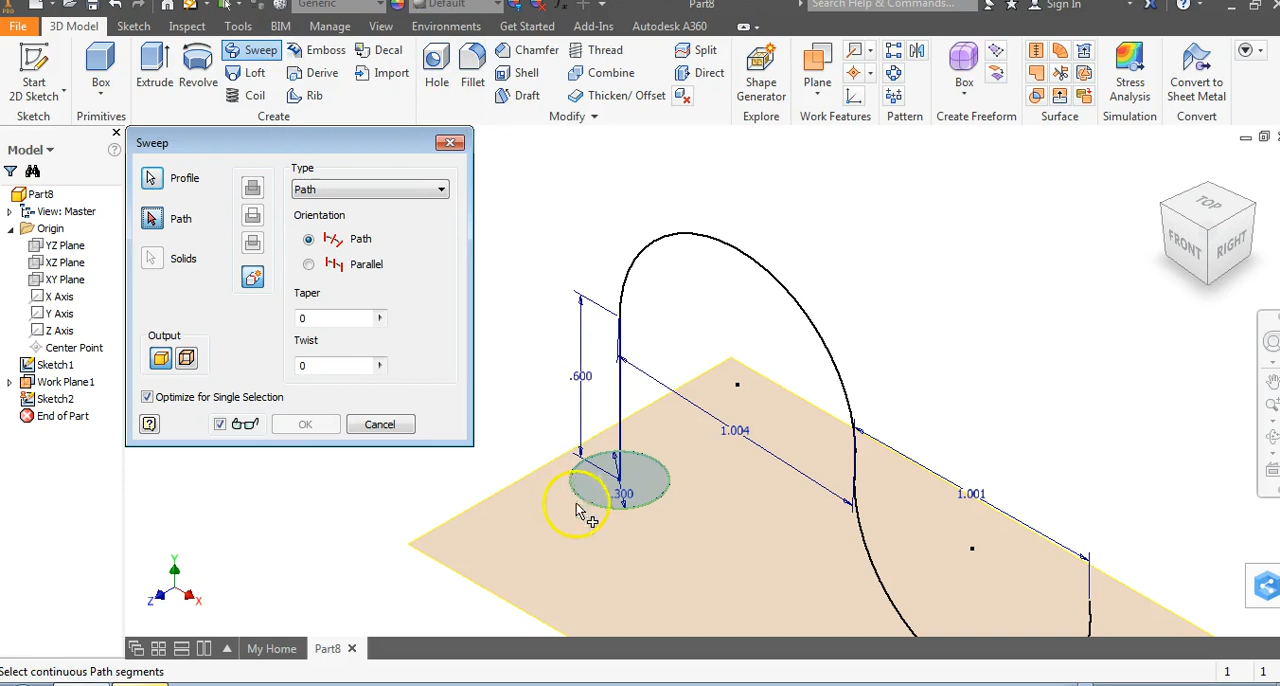 Generic
Default
Part8
Search Help & Commands...
Sign In
PRO
File
3D Model
Sketch
Inspect
Tools
BIM
Manage
View
Environments
Get Started
Add-Ins
Autodesk A360
Start
2D Sketch
Sketch
Box
Primitives
Extrude
Revolve
Sweep
Loft
Coil
Emboss
Derive
Rib
Decal
Import
Create
Hole
Fillet
Chamfer
Shell
Draft
Thread
Combine
Thicken/ Offset
Split
Direct
Modify
Shape
Generator
Explore
Plane
Work Features
Pattern
Box
Create Freeform
Surface
Stress
Analysis
Simulation
Convert to
Sheet Metal
Convert
Model
Part8
View: Master
Origin
YZ Plane
XZ Plane
XY Plane
X Axis
Y Axis
Z Axis
Center Point
Sketch1
Work Plane1
Sketch2
End of Part
Sweep
Profile
Path
Solids
Output
Type
Path
Orientation
Path
Parallel
Taper
0
Twist
0
Optimize for Single Selection
OK
Cancel
TOP
FRONT
RIGHT
.600
1.004
.300
1.001
Y
Z
X
My Home
Part8
Select continuous Path segments
1
1